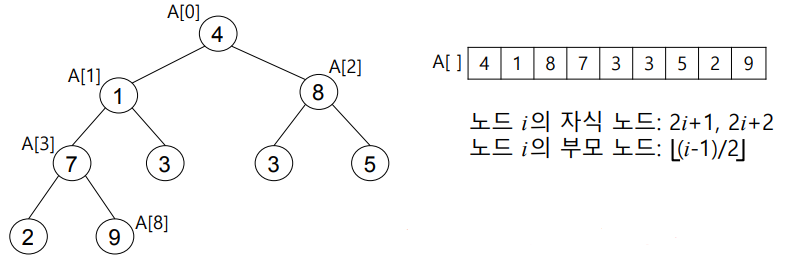 A[0]
4
A[1]
A[2]
1
8
A[3]
7
3
3
5
2
9
A[8]
A[ ] 4 1 8 7 3 3 5 2 9
노드 i의 자식 노드: 2i+1, 2i+2
노드 i의 부모 노드: ⌊(i-1)/2⌋